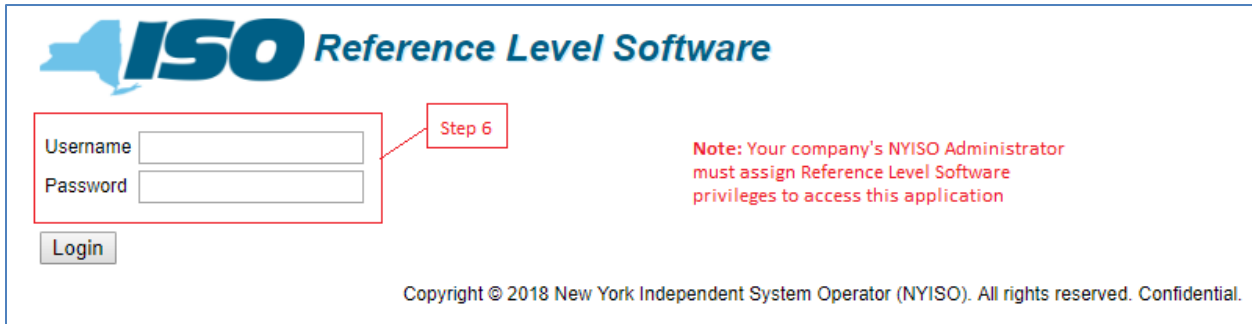 ISO Reference Level Software
Username
Step 6
Password
Note: Your company's NYISO Administrator
must assign Reference Level Software
privileges to access this application
Login
Copyright © 2018 New York Independent System Operator (NYISO). All rights reserved. Confidential.